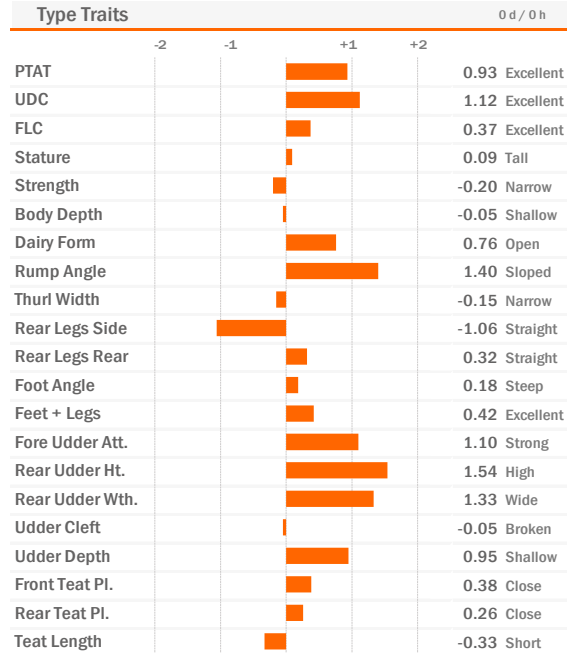 Type Traits 0 d / 0 h
-2 -1 +1 +2
PTAT 0.93 Excellent
UDC 1.12 Excellent
FLC 0.37 Excellent
Stature 0.09 Tall
Strength -0.20 Narrow
Body Depth -0.05 Shallow
Dairy Form 0.76 Open
Rump Angle 1.40 Sloped
Thurl Width -0.15 Narrow
Rear Legs Side -1.06 Straight
Rear Legs Rear 0.32 Straight
Foot Angle 0.18 Steep
Feet + Legs 0.42 Excellent
Fore Udder Att. 1.10 Strong
Rear Udder Ht. 1.54 High
Rear Udder Wth. 1.33 Wide
Udder Cleft -0.05 Broken
Udder Depth 0.95 Shallow
Front Teat Pl. 0.38 Close
Rear Teat Pl. 0.26 Close
Teat Length -0.33 Short